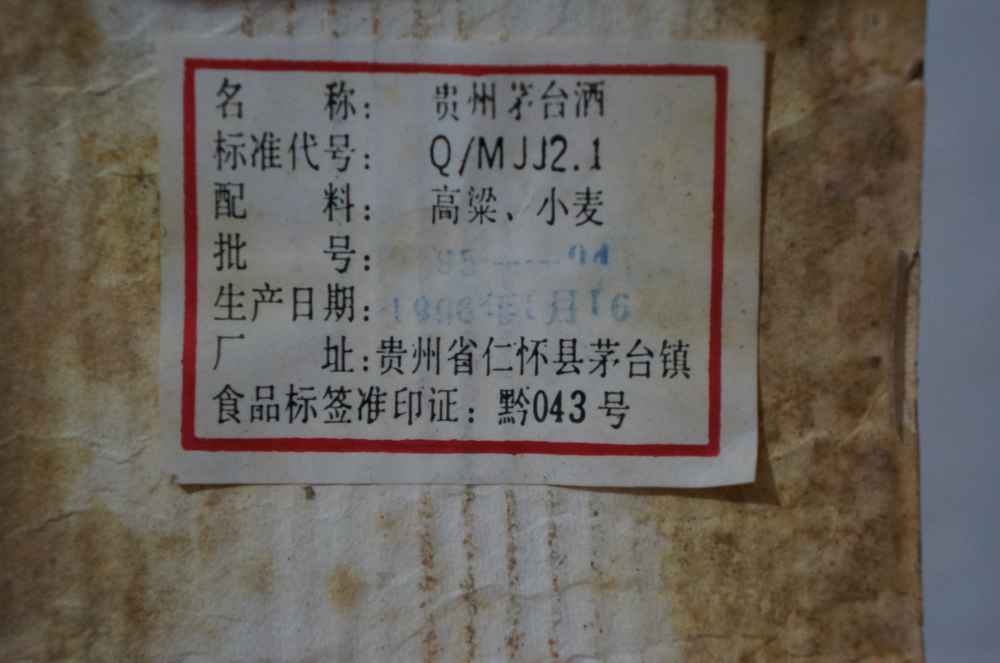 名 称: 贵州茅台酒
标准代号: Q/MJJ2.1
配 料: 高粱、小麦
批 号:
生产日期:
厂 址:贵州省仁怀县茅台镇
食品标签准印证: 黔043号